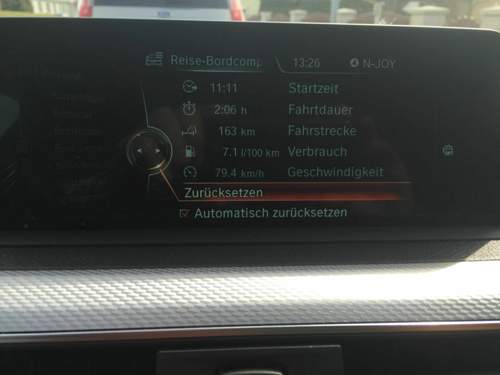 Reise-Bordcomp 13:26 N-JOY
11:11 Startzeit
2:06 h Fahrtdauer
163 km Fahrstrecke
7.1 l/100 km Verbrauch
79.4 km/h Geschwindigkeit
Zurücksetzen
Automatisch zurücksetzen